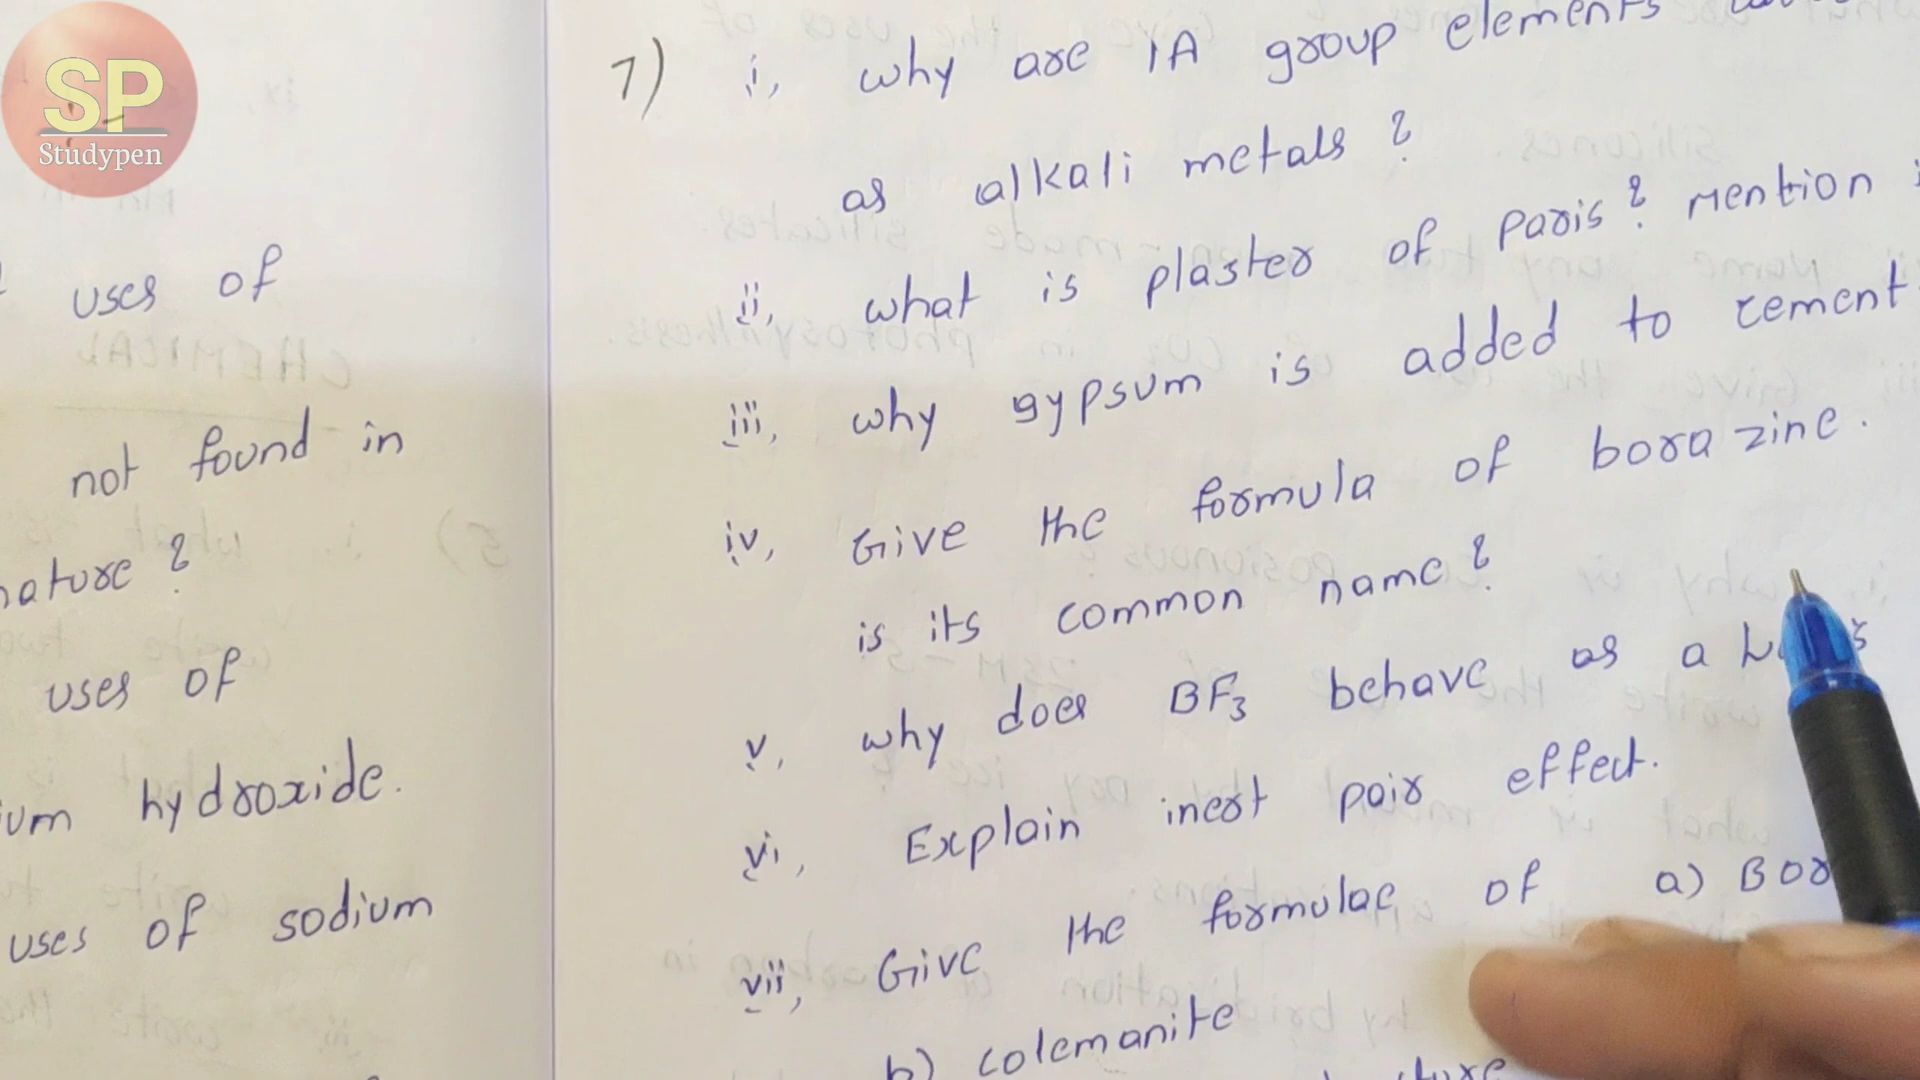 SP
Studypen
uses of
not found in
nature?
uses of
hydroxide.
uses of sodium
7) i, why are IA group elements
as alkali metals?
ii, what is plaster of paris? Mention
iii, why gypsum is added to cement
iv, Give the formula of borazine.
is its common name?
v, why does BF3 behave as a
vi, Explain inert pair effect.
vii, Give the formulae of a) Bor
b) colemanite